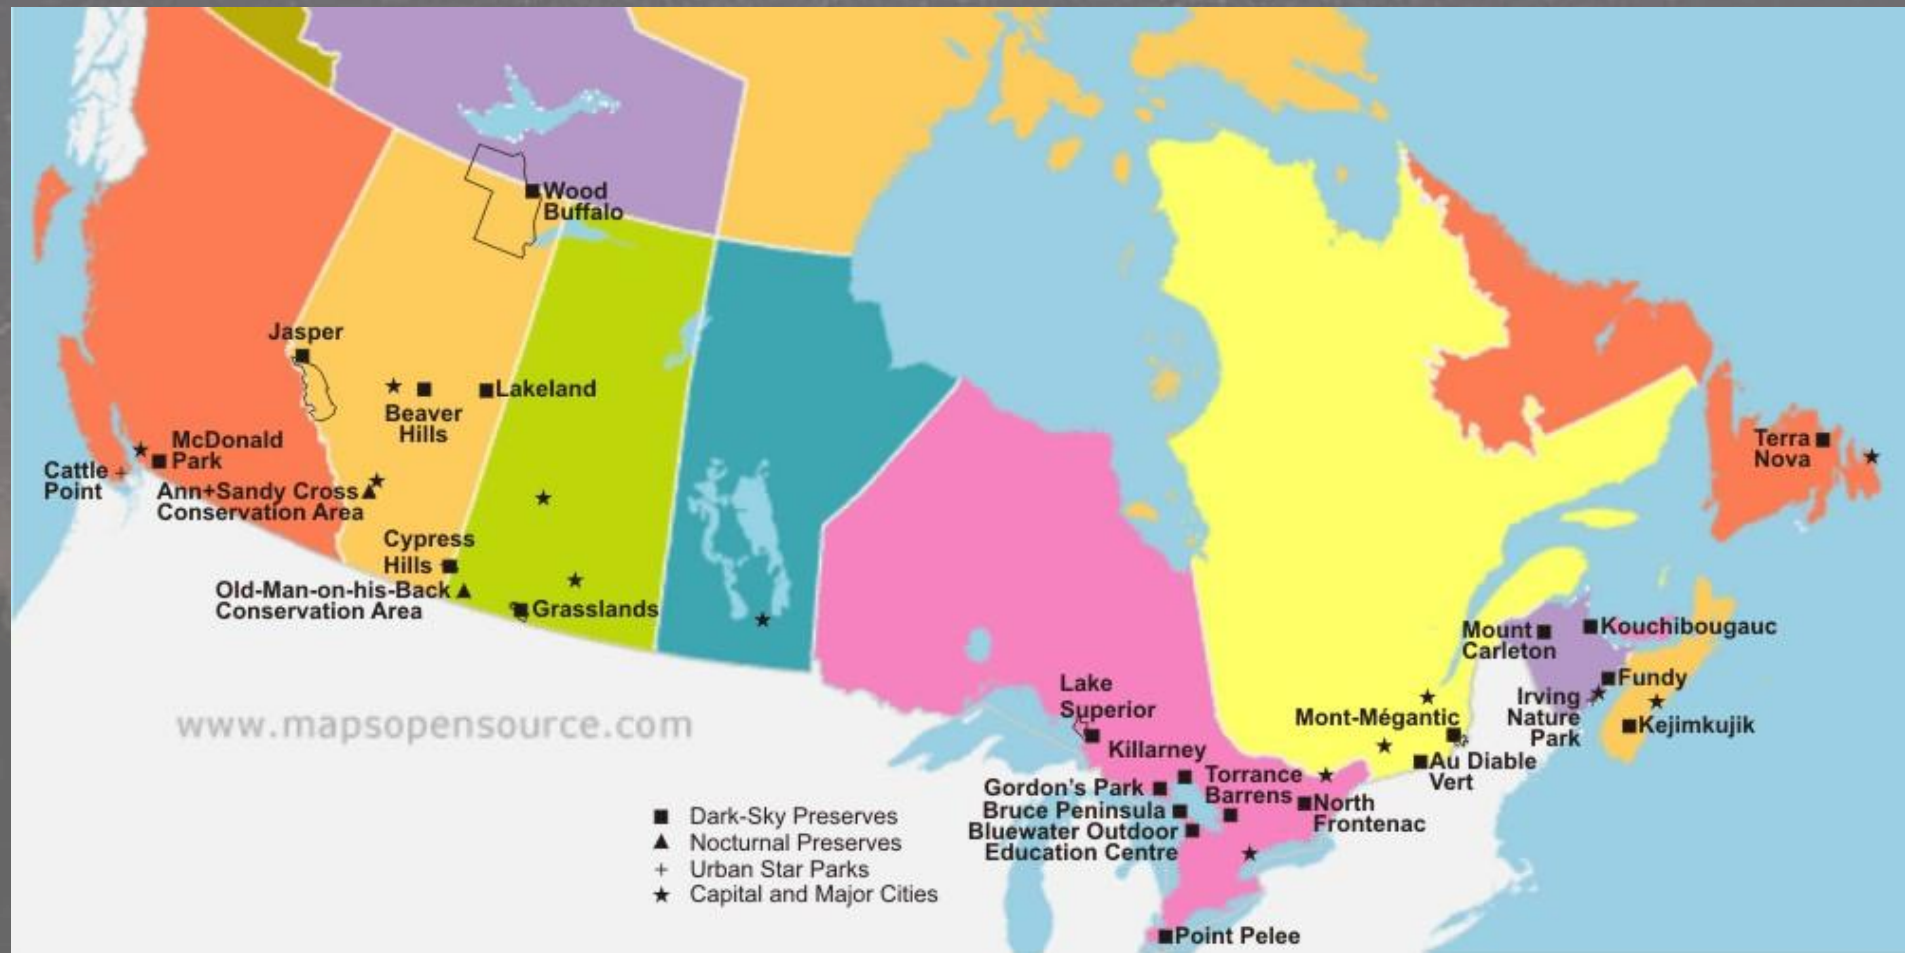 Wood
Buffalo
Jasper
Lakeland
Beaver
Hills
McDonald
Park
Cattle
Point
Ann+Sandy Cross
Conservation Area
Cypress
Hills
Old-Man-on-his-Back
Conservation Area
Grasslands
Terra
Nova
Mount
Carleton
Kouchibougauc
Fundy
Irving
Nature
Park
Kejimkujik
Lake
Superior
www.mapsopensource.com
Mont-Mégantic
Killarney
Au Diable
Vert
Gordon's Park
Torrance
Barrens
Bruce Peninsula
North
Frontenac
Bluewater Outdoor
Education Centre
Dark-Sky Preserves
Nocturnal Preserves
Urban Star Parks
Capital and Major Cities
Point Pelee